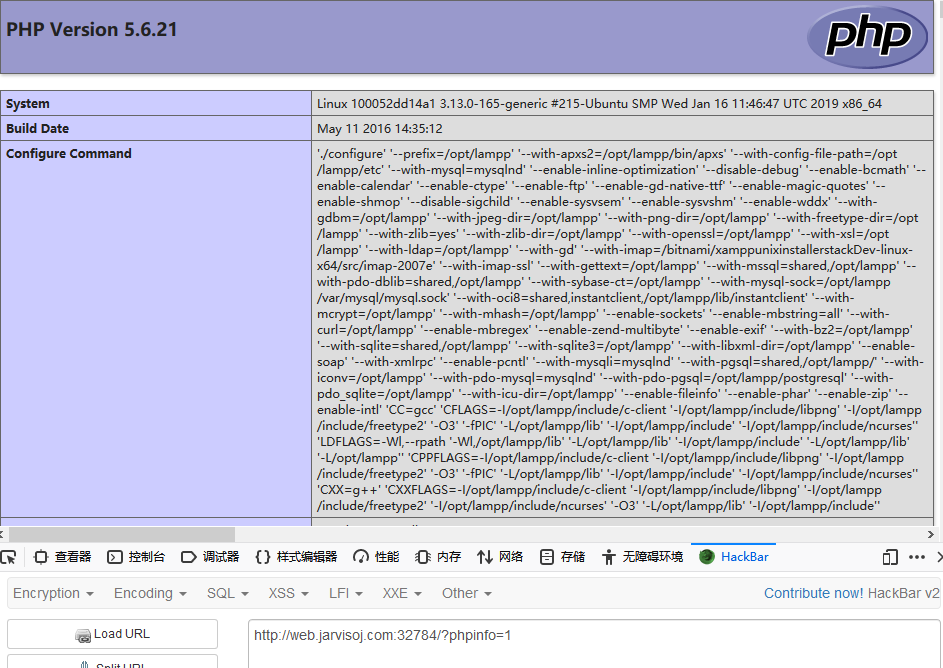 PHP Version 5.6.21
php
System Linux 100052dd14a1 3.13.0-165-generic #215-Ubuntu SMP Wed Jan 16 11:46:47 UTC 2019 x86_64
Build Date May 11 2016 14:35:12
Configure Command './configure' '--prefix=/opt/lampp' '--with-apxs2=/opt/lampp/bin/apxs' '--with-config-file-path=/opt
/lampp/etc' '--with-mysql=mysqlnd' '--enable-inline-optimization' '--disable-debug' '--enable-bcmath' '--
enable-calendar' '--enable-ctype' '--enable-ftp' '--enable-gd-native-ttf' '--enable-magic-quotes' '--
enable-shmop' '--disable-sigchild' '--enable-sysvsem' '--enable-sysvshm' '--enable-wddx' '--with-
gdbm=/opt/lampp' '--with-jpeg-dir=/opt/lampp' '--with-png-dir=/opt/lampp' '--with-freetype-dir=/opt
/lampp' '--with-zlib=yes' '--with-zlib-dir=/opt/lampp' '--with-openssl=/opt/lampp' '--with-xsl=/opt
/lampp' '--with-ldap=/opt/lampp' '--with-gd' '--with-imap=/bitnami/xamppunixinstallerstackDev-linux-
x64/src/imap-2007e' '--with-imap-ssl' '--with-gettext=/opt/lampp' '--with-mssql=shared,/opt/lampp' '--
with-pdo-dblib=shared,/opt/lampp' '--with-sybase-ct=/opt/lampp' '--with-mysql-sock=/opt/lampp
/var/mysql/mysql.sock' '--with-oci8=shared,instantclient,/opt/lampp/lib/instantclient' '--with-
mcrypt=/opt/lampp' '--with-mhash=/opt/lampp' '--enable-sockets' '--enable-mbstring=all' '--with-
curl=/opt/lampp' '--enable-mbregex' '--enable-zend-multibyte' '--enable-exif' '--with-bz2=/opt/lampp'
'--with-sqlite=shared,/opt/lampp' '--with-sqlite3=/opt/lampp' '--with-libxml-dir=/opt/lampp' '--enable-
soap' '--with-xmlrpc' '--enable-pcntl' '--with-mysqli=mysqlnd' '--with-pgsql=shared,/opt/lampp/' '--with-
iconv=/opt/lampp' '--with-pdo-mysql=mysqlnd' '--with-pdo-pgsql=/opt/lampp/postgresql' '--with-
pdo_sqlite=/opt/lampp' '--with-icu-dir=/opt/lampp' '--enable-fileinfo' '--enable-phar' '--enable-zip' '--
enable-intl' 'CC=gcc' 'CFLAGS=-I/opt/lampp/include/c-client '-I/opt/lampp/include/libpng' '-I/opt/lampp
/include/freetype2' '-O3' '-fPIC' '-L/opt/lampp/lib' '-I/opt/lampp/include' '-I/opt/lampp/include/ncurses''
'LDFLAGS=-Wl,--rpath '-Wl,/opt/lampp/lib' '-L/opt/lampp/lib' '-I/opt/lampp/include' '-L/opt/lampp/lib'
'-L/opt/lampp'' 'CPPFLAGS=-I/opt/lampp/include/c-client '-I/opt/lampp/include/libpng' '-I/opt/lampp
/include/freetype2' '-O3' '-fPIC' '-L/opt/lampp/lib' '-I/opt/lampp/include' '-I/opt/lampp/include/ncurses''
'CXX=g++' 'CXXFLAGS=-I/opt/lampp/include/c-client '-I/opt/lampp/include/libpng' '-I/opt/lampp
/include/freetype2' '-I/opt/lampp/include/ncurses' '-O3' '-L/opt/lampp/lib' '-I/opt/lampp/include''
查看器 控制台 调试器 样式编辑器 性能 内存 网络 存储 无障碍环境 HackBar
Encryption Encoding SQL XSS LFI XXE Other Contribute now! HackBar v2
Load URL http://web.jarvisoj.com:32784/?phpinfo=1
Split URL